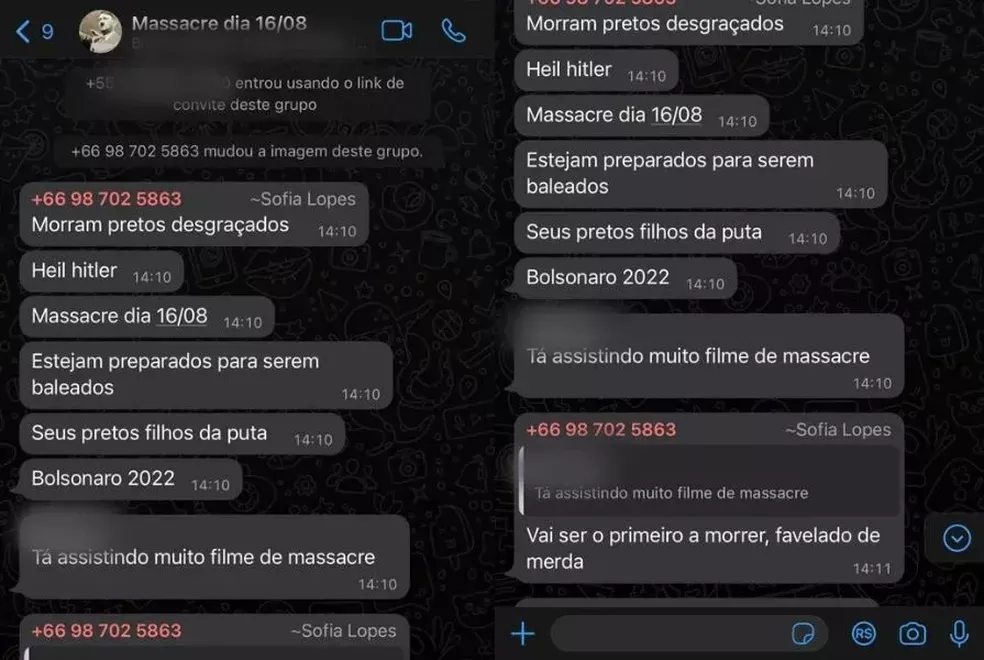 9
Massacre dia 16/08
+55
entrou usando o link de
convite deste grupo
+66 98 702 5863 mudou a imagem deste grupo.
+66 98 702 5863 ~Sofia Lopes
Morram pretos desgraçados 14:10
Heil hitler 14:10
Massacre dia 16/08 14:10
Estejam preparados para serem
baleados 14:10
Seus pretos filhos da puta 14:10
Bolsonaro 2022 14:10
Tá assistindo muito filme de massacre
14:10
+66 98 702 5863 ~Sofia Lopes
+66 98 702 5863 ~Sofia Lopes
Morram pretos desgraçados 14:10
Heil hitler 14:10
Massacre dia 16/08 14:10
Estejam preparados para serem
baleados 14:10
Seus pretos filhos da puta 14:10
Bolsonaro 2022 14:10
Tá assistindo muito filme de massacre
14:10
+66 98 702 5863 ~Sofia Lopes
Tá assistindo muito filme de massacre
Vai ser o primeiro a morrer, favelado de
merda 14:11
R$